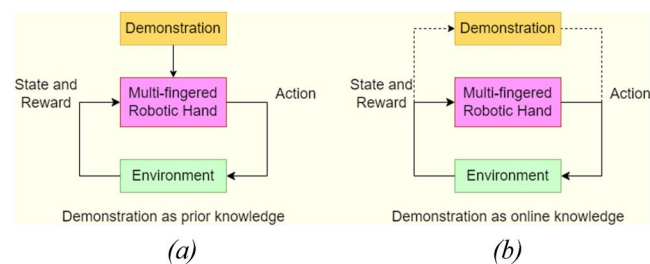 Demonstration
State and
Reward
Multi-fingered
Robotic Hand
Action
Environment
Demonstration as prior knowledge
(a)
Demonstration
State and
Reward
Multi-fingered
Robotic Hand
Action
Environment
Demonstration as online knowledge
(b)